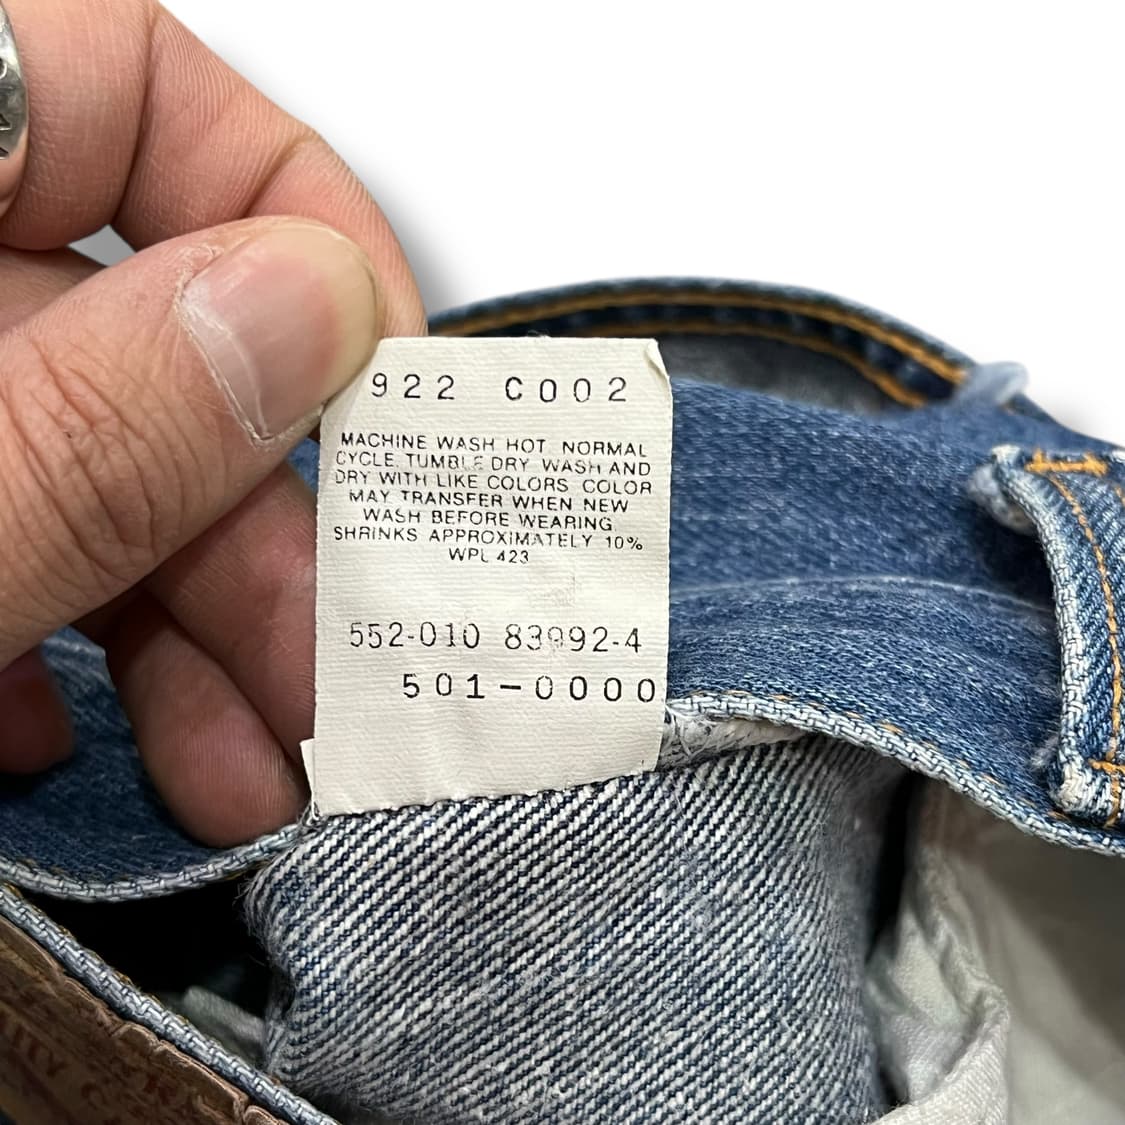 922 C002
MACHINE WASH HOT NORMAL
CYCLE. TUMBLE DRY WASH AND
DRY WITH LIKE COLORS COLOR
MAY TRANSFER WHEN NEW
WASH BEFORE WEARING
SHRINKS APPROXIMATELY 10%
WPL 423
552-010 83992-4
501-0000